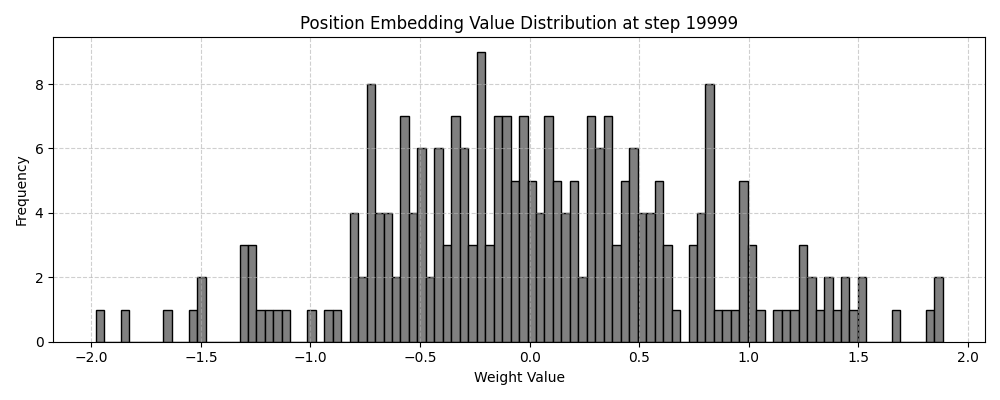 Position Embedding Value Distribution at step 19999
Frequency
8
6
4
2
0
−2.0 −1.5 −1.0 −0.5 0.0 0.5 1.0 1.5 2.0
Weight Value